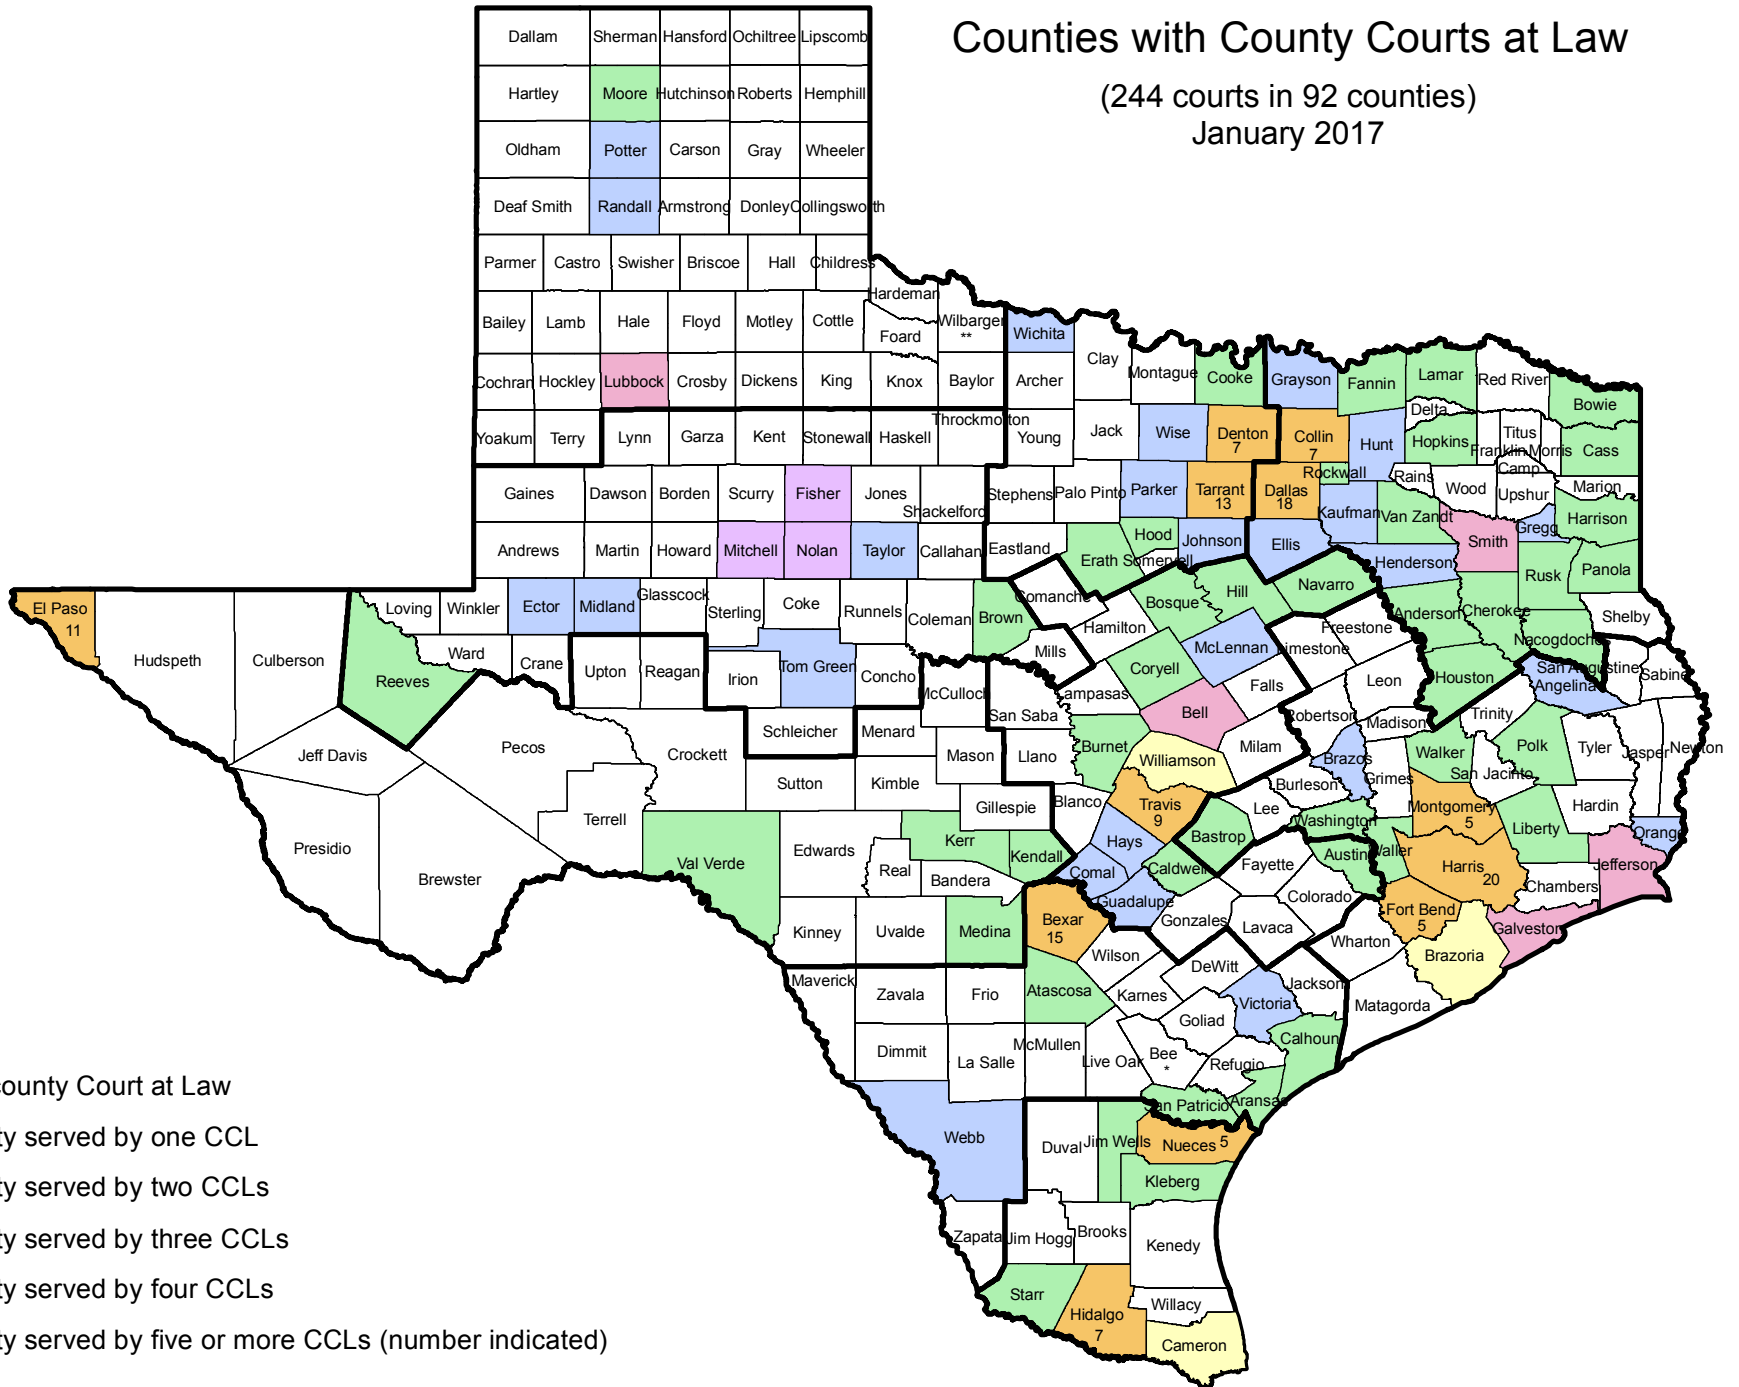 Counties with County Courts at Law
(244 courts in 92 counties)
January 2017
Dallam Sherman Hansford Ochiltree Lipscomb
Hartley Moore Hutchinson Roberts Hemphill
Oldham Potter Carson Gray Wheeler
Deaf Smith Randall Armstrong Donley Collingsworth
Parmer Castro Swisher Briscoe Hall Childress
Hardeman
Bailey Lamb Hale Floyd Motley Cottle Foard Wilbarger Wichita
**
Clay Montague Cooke Grayson Fannin Lamar Red River Bowie
Cochran Hockley Lubbock Crosby Dickens King Knox Baylor Archer
Delta
Yoakum Terry Lynn Garza Kent Stonewall Haskell Throckmorton Young Jack Wise Denton Collin Hunt Hopkins Franklin Titus Morris Cass
7 7
Camp
Rockwall Rains Wood Upshur Marion
Gaines Dawson Borden Scurry Fisher Jones Shackelford Stephens Palo Pinto Parker Tarrant Dallas Kaufman Van Zandt
13 18
Smith Gregg Harrison
Andrews Martin Howard Mitchell Nolan Taylor Callahan Eastland Erath Hood Somervell Johnson Ellis Henderson Rusk Panola
El Paso Loving Winkler Ector Midland Glasscock Sterling Coke Runnels Coleman Brown Comanche Bosque Hill Navarro Anderson Cherokee Shelby
11
Hamilton Freestone Nacogdoches
Hudspeth Culberson Reeves Ward Crane Upton Reagan Irion Tom Green Concho McCulloch Mills Coryell McLennan Limestone Leon Houston San Augustine Sabine
Angelina
Lampasas Falls
San Saba Bell Robertson Madison Trinity
Jeff Davis Pecos Crockett Schleicher Menard Mason Llano Burnet Williamson Milam Brazos Grimes Walker San Jacinto Polk Tyler Jasper Newton
Sutton Kimble Burleson
Terrell Gillespie Blanco Travis Lee Washington Montgomery Liberty Hardin
9 5
Presidio Brewster Val Verde Edwards Real Kerr Kendall Hays Bastrop Orange
Bandera Comal Caldwell Fayette Austin Waller Harris Jefferson
20
Chambers
Guadalupe Gonzales Colorado
Kinney Uvalde Medina Bexar Lavaca Fort Bend Galveston
15 5
Wilson Wharton Brazoria
Maverick Zavala Frio Atascosa Karnes DeWitt Victoria Jackson Matagorda
Goliad Calhoun
Dimmit La Salle McMullen Live Oak Bee Refugio
*
San Patricio Aransas
Webb Duval Jim Wells Nueces 5
Kleberg
Zapata Jim Hogg Brooks Kenedy
Starr Hidalgo Willacy
7
Cameron
ounty Court at Law
ty served by one CCL
ty served by two CCLs
ty served by three CCLs
ty served by four CCLs
ty served by five or more CCLs (number indicated)